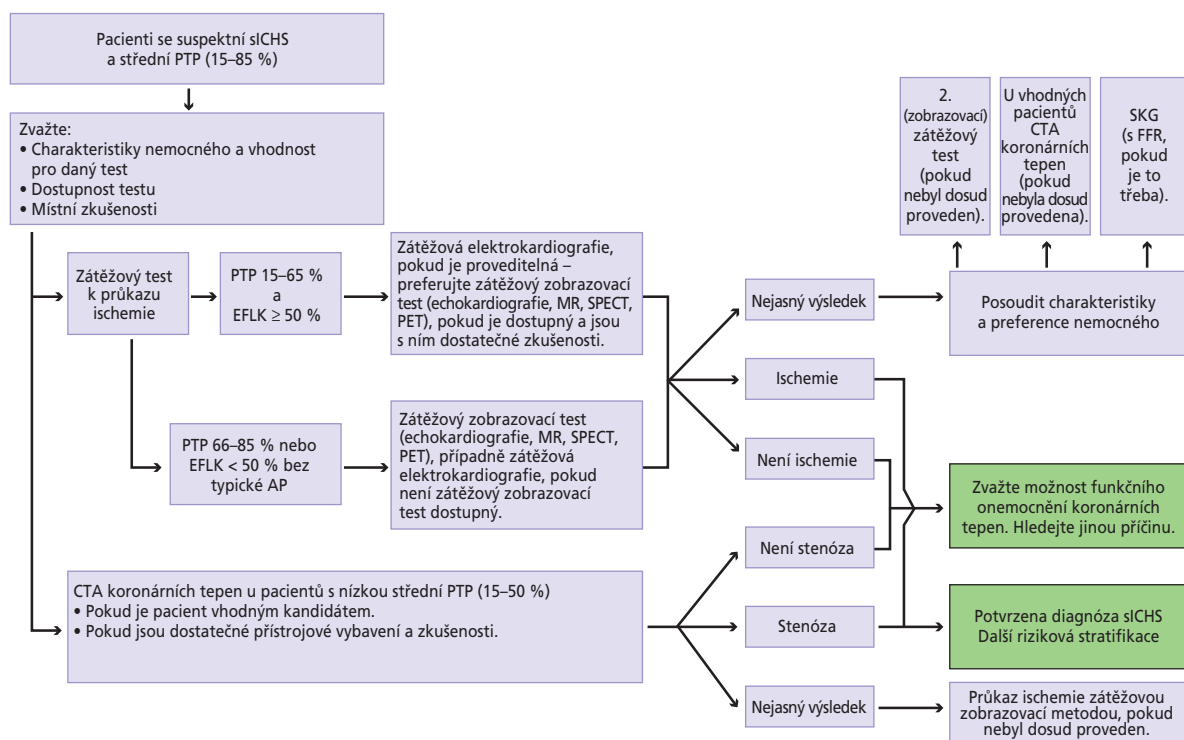 Pacienti se suspektní sICHS
a střední PTP (15–85 %)
Zvažte:
• Charakteristiky nemocného a vhodnost
pro daný test
• Dostupnost testu
• Místní zkušenosti
Zátěžový test
k průkazu
ischemie
PTP 15–65 %
a
EFLK ≥ 50 %
Zátěžová elektrokardiografie,
pokud je proveditelná –
preferujte zátěžový zobrazovací
test (echokardiografie, MR, SPECT,
PET), pokud je dostupný a jsou
s ním dostatečné zkušenosti.
PTP 66–85 % nebo
EFLK < 50 % bez
typické AP
Zátěžový zobrazovací test
(echokardiografie, MR, SPECT,
PET), případně zátěžová
elektrokardiografie, pokud
není zátěžový zobrazovací
test dostupný.
CTA koronárních tepen u pacientů s nízkou střední PTP (15–50 %)
• Pokud je pacient vhodným kandidátem.
• Pokud jsou dostatečné přístrojové vybavení a zkušenosti.
Nejasný výsledek
Ischemie
Není ischemie
Není stenóza
Stenóza
Nejasný výsledek
2.
(zobrazovací)
zátěžový
test
(pokud
nebyl dosud
proveden).
U vhodných
pacientů
CTA
koronárních
tepen
(pokud
nebyla dosud
provedena).
SKG
(s FFR,
pokud
je to
třeba).
Posoudit charakteristiky
a preference nemocného
Zvažte možnost funkčního
onemocnění koronárních
tepen. Hledejte jinou příčinu.
Potvrzena diagnóza sICHS
Další riziková stratifikace
Průkaz ischemie zátěžovou
zobrazovací metodou, pokud
nebyl dosud proveden.